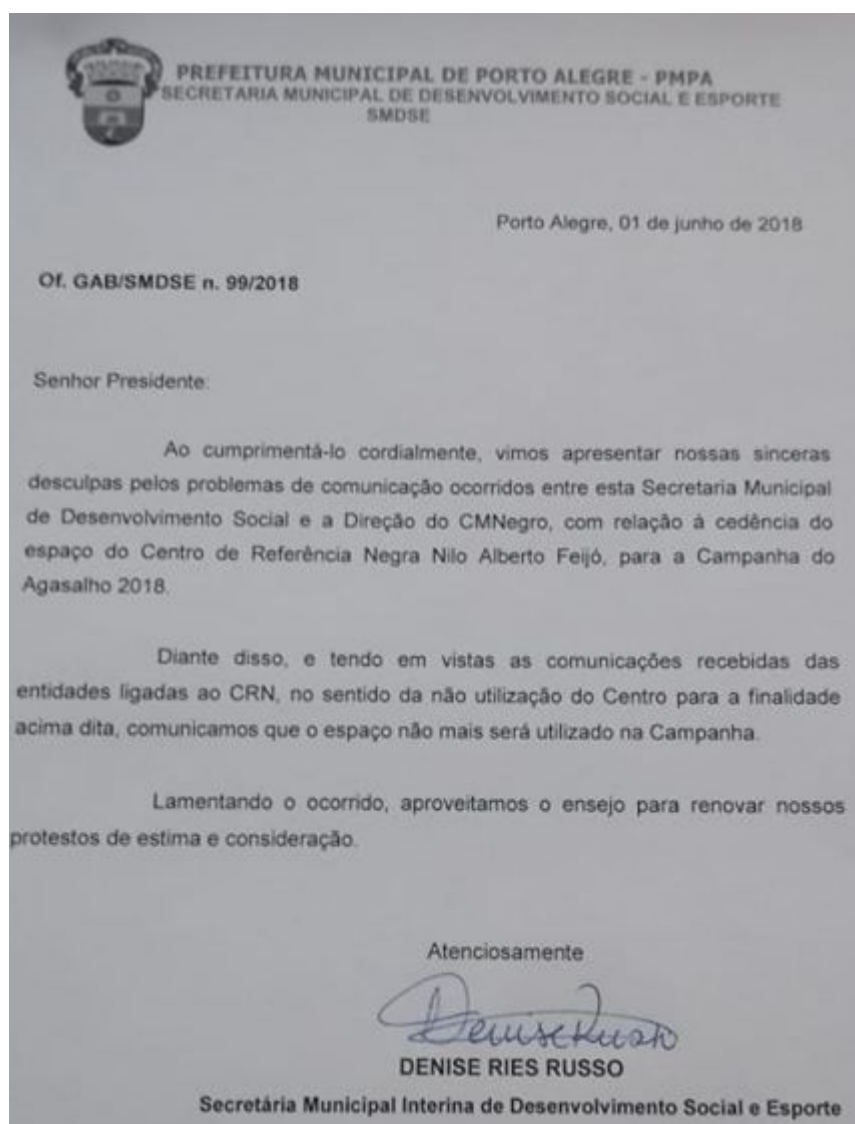 PREFEITURA MUNICIPAL DE PORTO ALEGRE - PMPA
SECRETARIA MUNICIPAL DE DESENVOLVIMENTO SOCIAL E ESPORTE
SMDSE
Porto Alegre, 01 de junho de 2018
Of. GAB/SMDSE n. 99/2018
Senhor Presidente:
Ao cumprimentá-lo cordialmente, vimos apresentar nossas sinceras
desculpas pelos problemas de comunicação ocorridos entre esta Secretaria Municipal
de Desenvolvimento Social e a Direção do CMNegro, com relação à cedência do
espaço do Centro de Referência Negra Nilo Alberto Feijó, para a Campanha do
Agasalho 2018.
Diante disso, e tendo em vistas as comunicações recebidas das
entidades ligadas ao CRN, no sentido da não utilização do Centro para a finalidade
acima dita, comunicamos que o espaço não mais será utilizado na Campanha.
Lamentando o ocorrido, aproveitamos o ensejo para renovar nossos
protestos de estima e consideração.
Atenciosamente
Denise Russo
DENISE RIES RUSSO
Secretária Municipal Interina de Desenvolvimento Social e Esporte